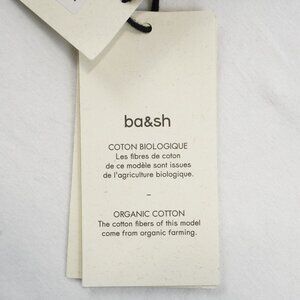 ba&sh
COTON BIOLOGIQUE
Les fibres de coton
de ce modèle sont issues
de l'agriculture biologique.
–
ORGANIC COTTON
The cotton fibers of this model
come from organic farming.